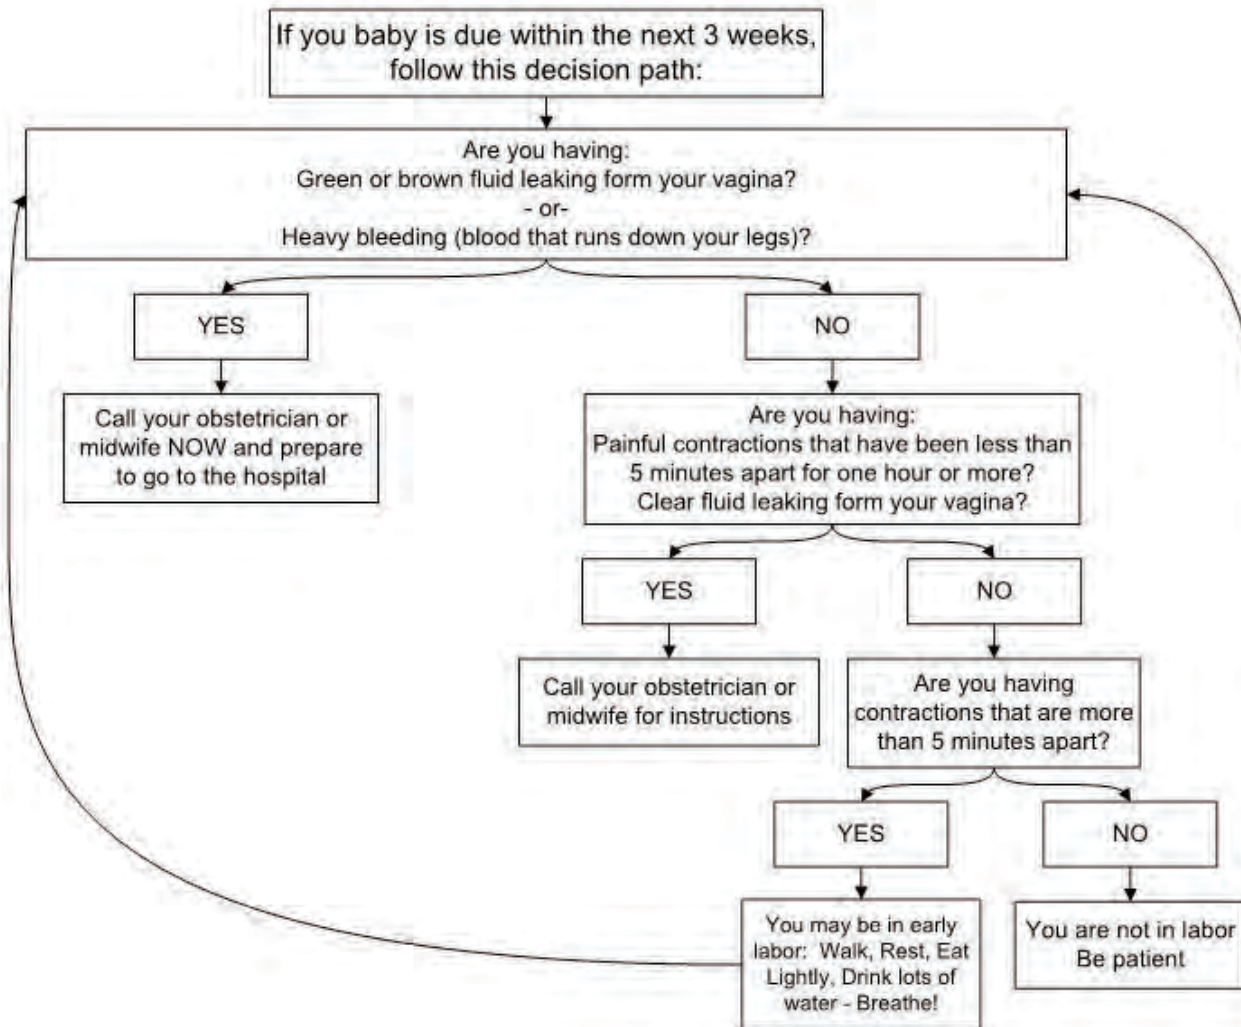 If you baby is due within the next 3 weeks,
follow this decision path:
Are you having:
Green or brown fluid leaking form your vagina?
- or-
Heavy bleeding (blood that runs down your legs)?
YES
NO
Call your obstetrician or
midwife NOW and prepare
to go to the hospital
Are you having:
Painful contractions that have been less than
5 minutes apart for one hour or more?
Clear fluid leaking form your vagina?
YES
NO
Call your obstetrician or
midwife for instructions
Are you having
contractions that are more
than 5 minutes apart?
YES
NO
You may be in early
labor: Walk, Rest, Eat
Lightly, Drink lots of
water - Breathe!
You are not in labor
Be patient